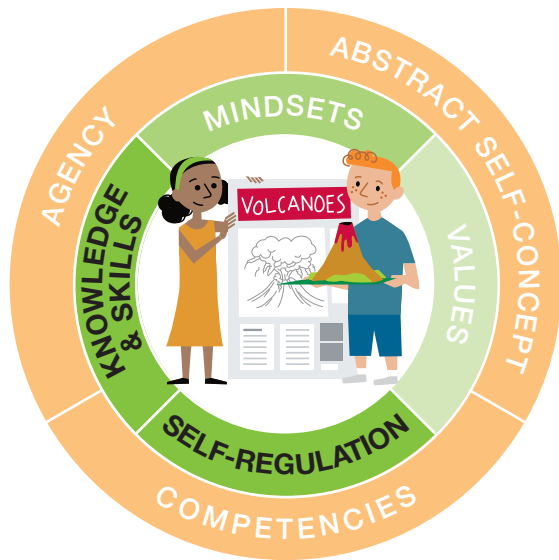 AGENCY
ABSTRACT SELF-CONCEPT
COMPETENCIES
MINDSETS
VALUES
SELF-REGULATION
KNOWLEDGE
& SKILLS
VOLCANOES